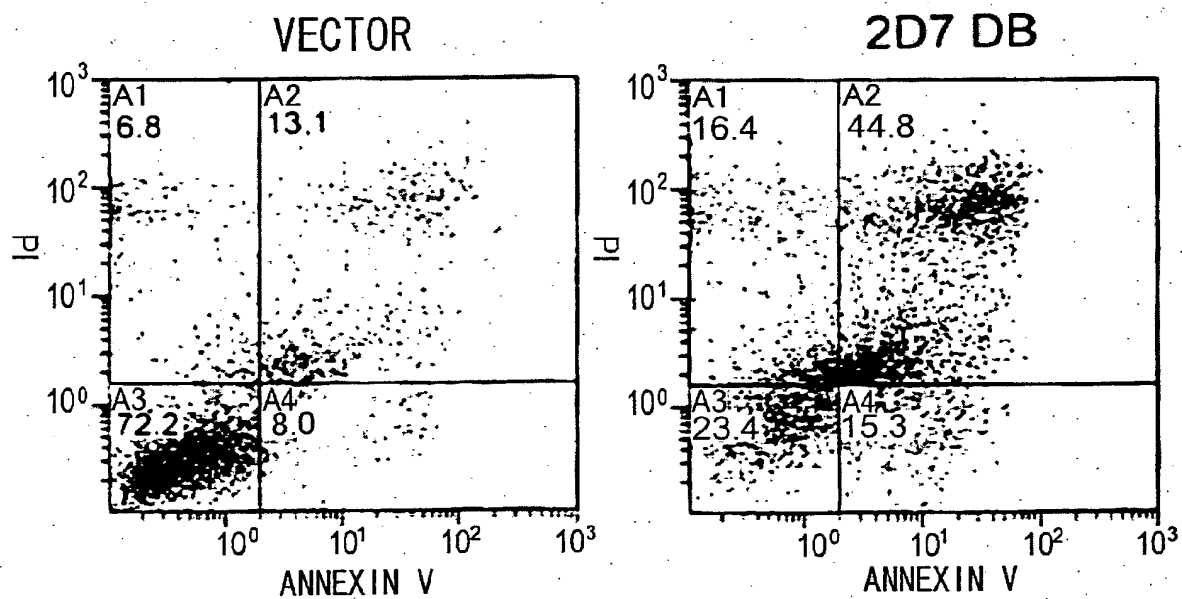 VECTOR
10³
A1
6.8
A2
13.1
10²
PI
10¹
10⁰
A3
72.2
A4
8.0
10⁰ 10¹ 10² 10³
ANNEXIN V
2D7 DB
10³
A1
16.4
A2
44.8
10²
PI
10¹
10⁰
A3
23.4
A4
15.3
10⁰ 10¹ 10² 10³
ANNEXIN V